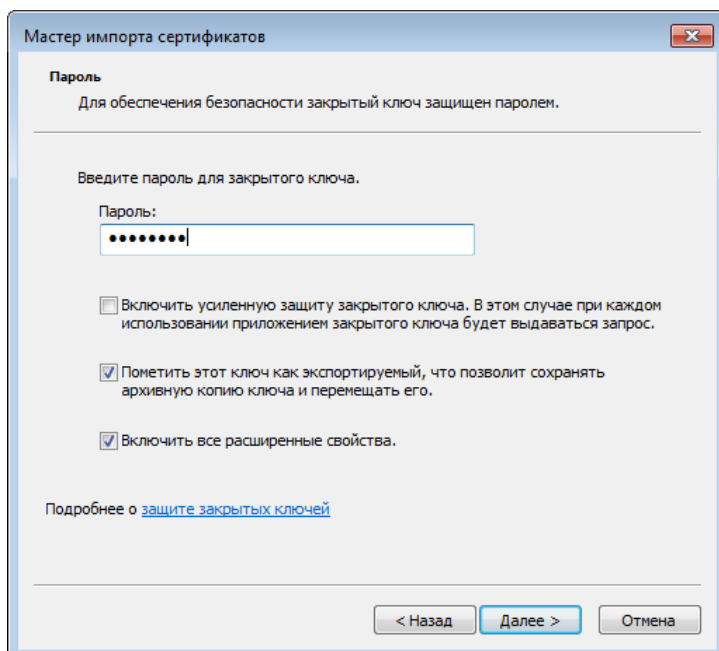 Мастер импорта сертификатов
Пароль
Для обеспечения безопасности закрытый ключ защищен паролем.
Введите пароль для закрытого ключа.
Пароль:
••••••••
Включить усиленную защиту закрытого ключа. В этом случае при каждом
использовании приложением закрытого ключа будет выдаваться запрос.
Пометить этот ключ как экспортируемый, что позволит сохранять
архивную копию ключа и перемещать его.
Включить все расширенные свойства.
Подробнее о защите закрытых ключей
< Назад Далее > Отмена